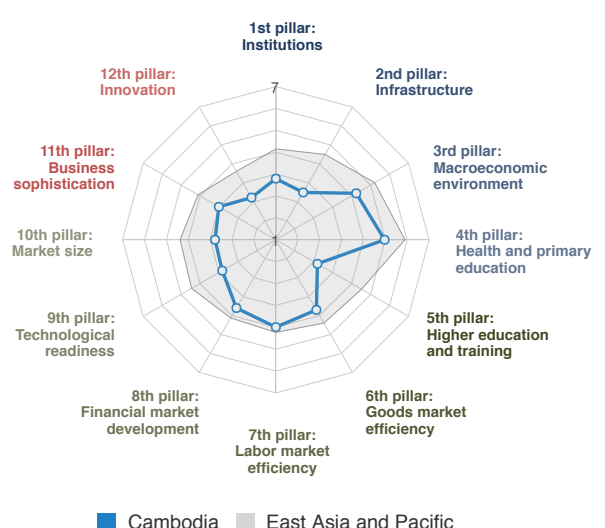 1st pillar:
Institutions
2nd pillar:
Infrastructure
3rd pillar:
Macroeconomic
environment
4th pillar:
Health and primary
education
5th pillar:
Higher education
and training
6th pillar:
Goods market
efficiency
7th pillar:
Labor market
efficiency
8th pillar:
Financial market
development
9th pillar:
Technological
readiness
10th pillar:
Market size
11th pillar:
Business
sophistication
12th pillar:
Innovation
7
1
Cambodia
East Asia and Pacific